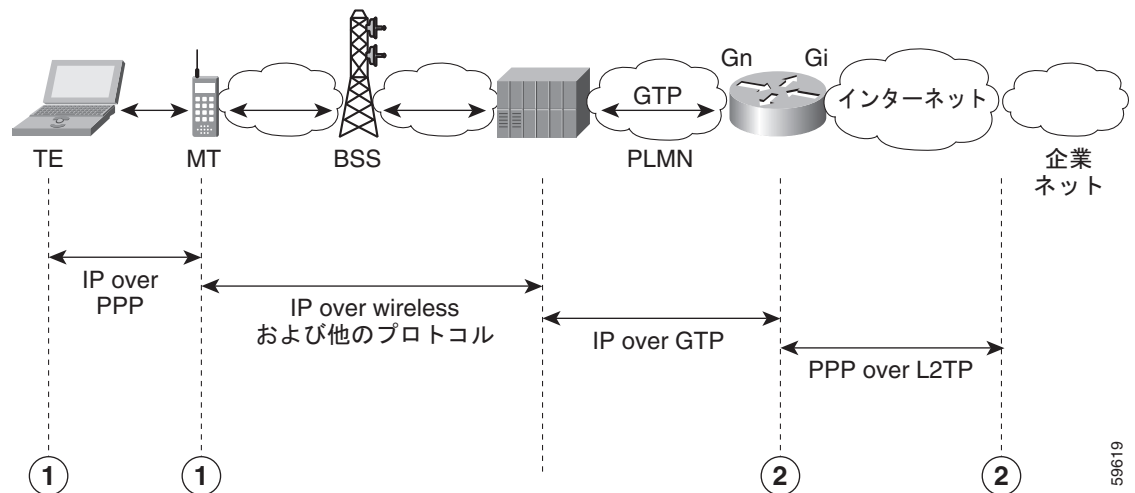 Gn
Gi
GTP
インターネット
TE
MT
BSS
PLMN
企業
ネット
IP over
PPP
IP over wireless
および他のプロトコル
IP over GTP
PPP over L2TP
1
1
2
2
59619